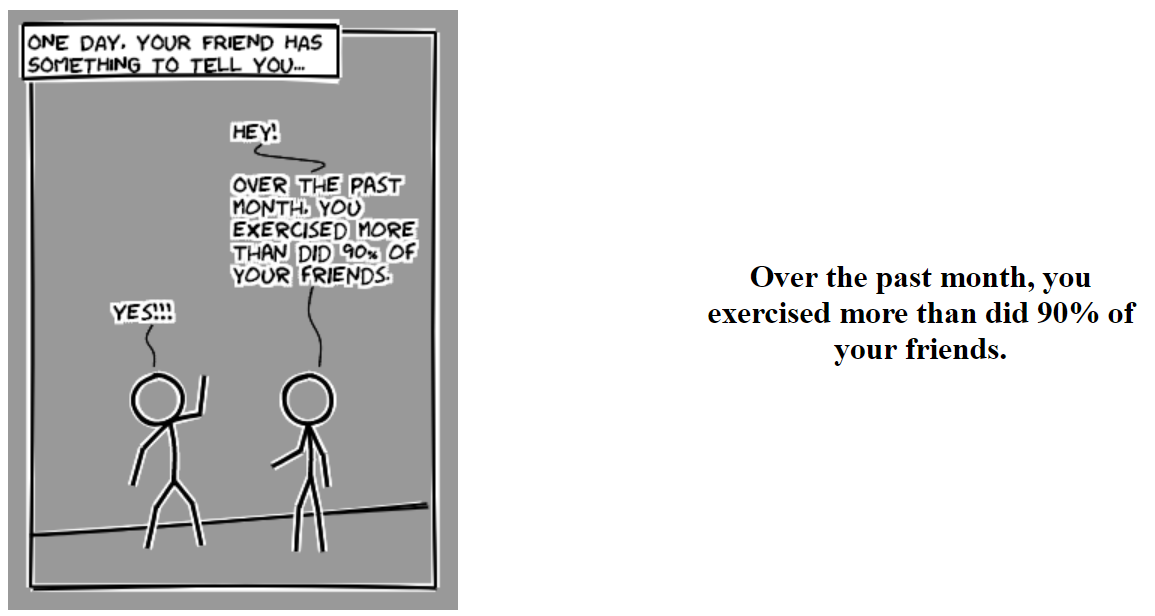 ONE DAY, YOUR FRIEND HAS
SOMETHING TO TELL YOU...
HEY!
OVER THE PAST
MONTH, YOU
EXERCISED MORE
THAN DID 90% OF
YOUR FRIENDS.
YES!!!
Over the past month, you
exercised more than did 90% of
your friends.